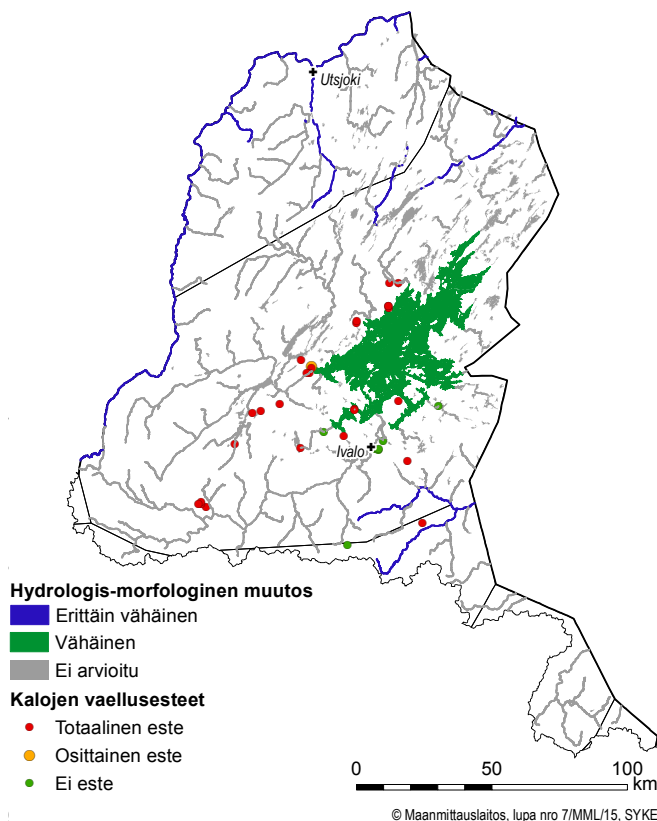 Utsjoki
Ivalo
Hydrologis-morfologinen muutos
Erittäin vähäinen
Vähäinen
Ei arvioitu
Kalojen vaellusesteet
Totaalinen este
Osittainen este
Ei este
0 50 100
km
© Maanmittauslaitos, lupa nro 7/MML/15, SYKE